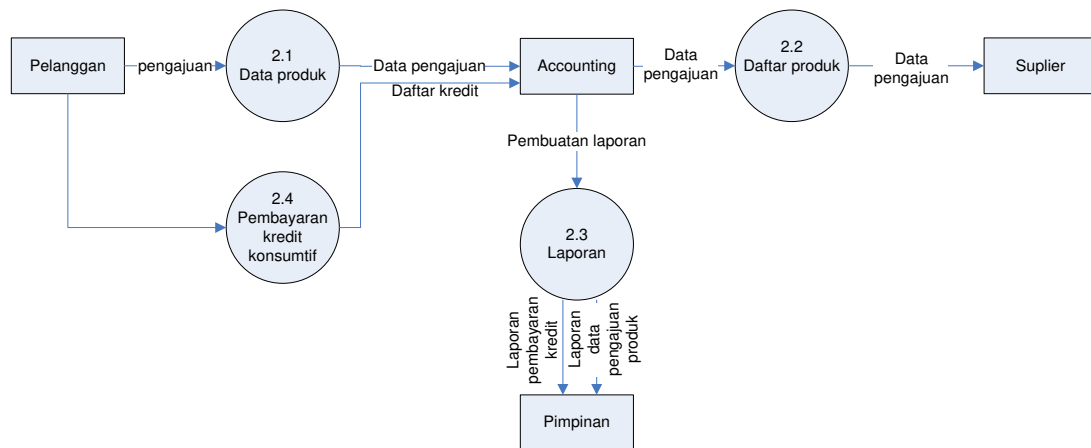 Pelanggan
pengajuan
2.1
Data produk
Data pengajuan
Daftar kredit
Accounting
Data
pengajuan
2.2
Daftar produk
Data
pengajuan
Suplier
Pembuatan laporan
2.4
Pembayaran
kredit
konsumtif
2.3
Laporan
Laporan
pembayaran
kredit
Laporan
data
pengajuan
produk
Pimpinan